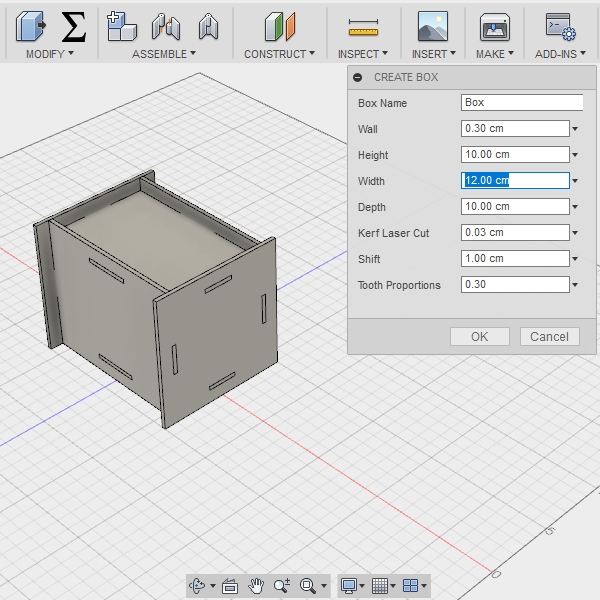 MODIFY ASSEMBLE CONSTRUCT INSPECT INSERT MAKE ADD-INS
CREATE BOX
Box Name Box
Wall 0.30 cm
Height 10.00 cm
Width 12.00 cm
Depth 10.00 cm
Kerf Laser Cut 0.03 cm
Shift 1.00 cm
Tooth Proportions 0.30
OK Cancel